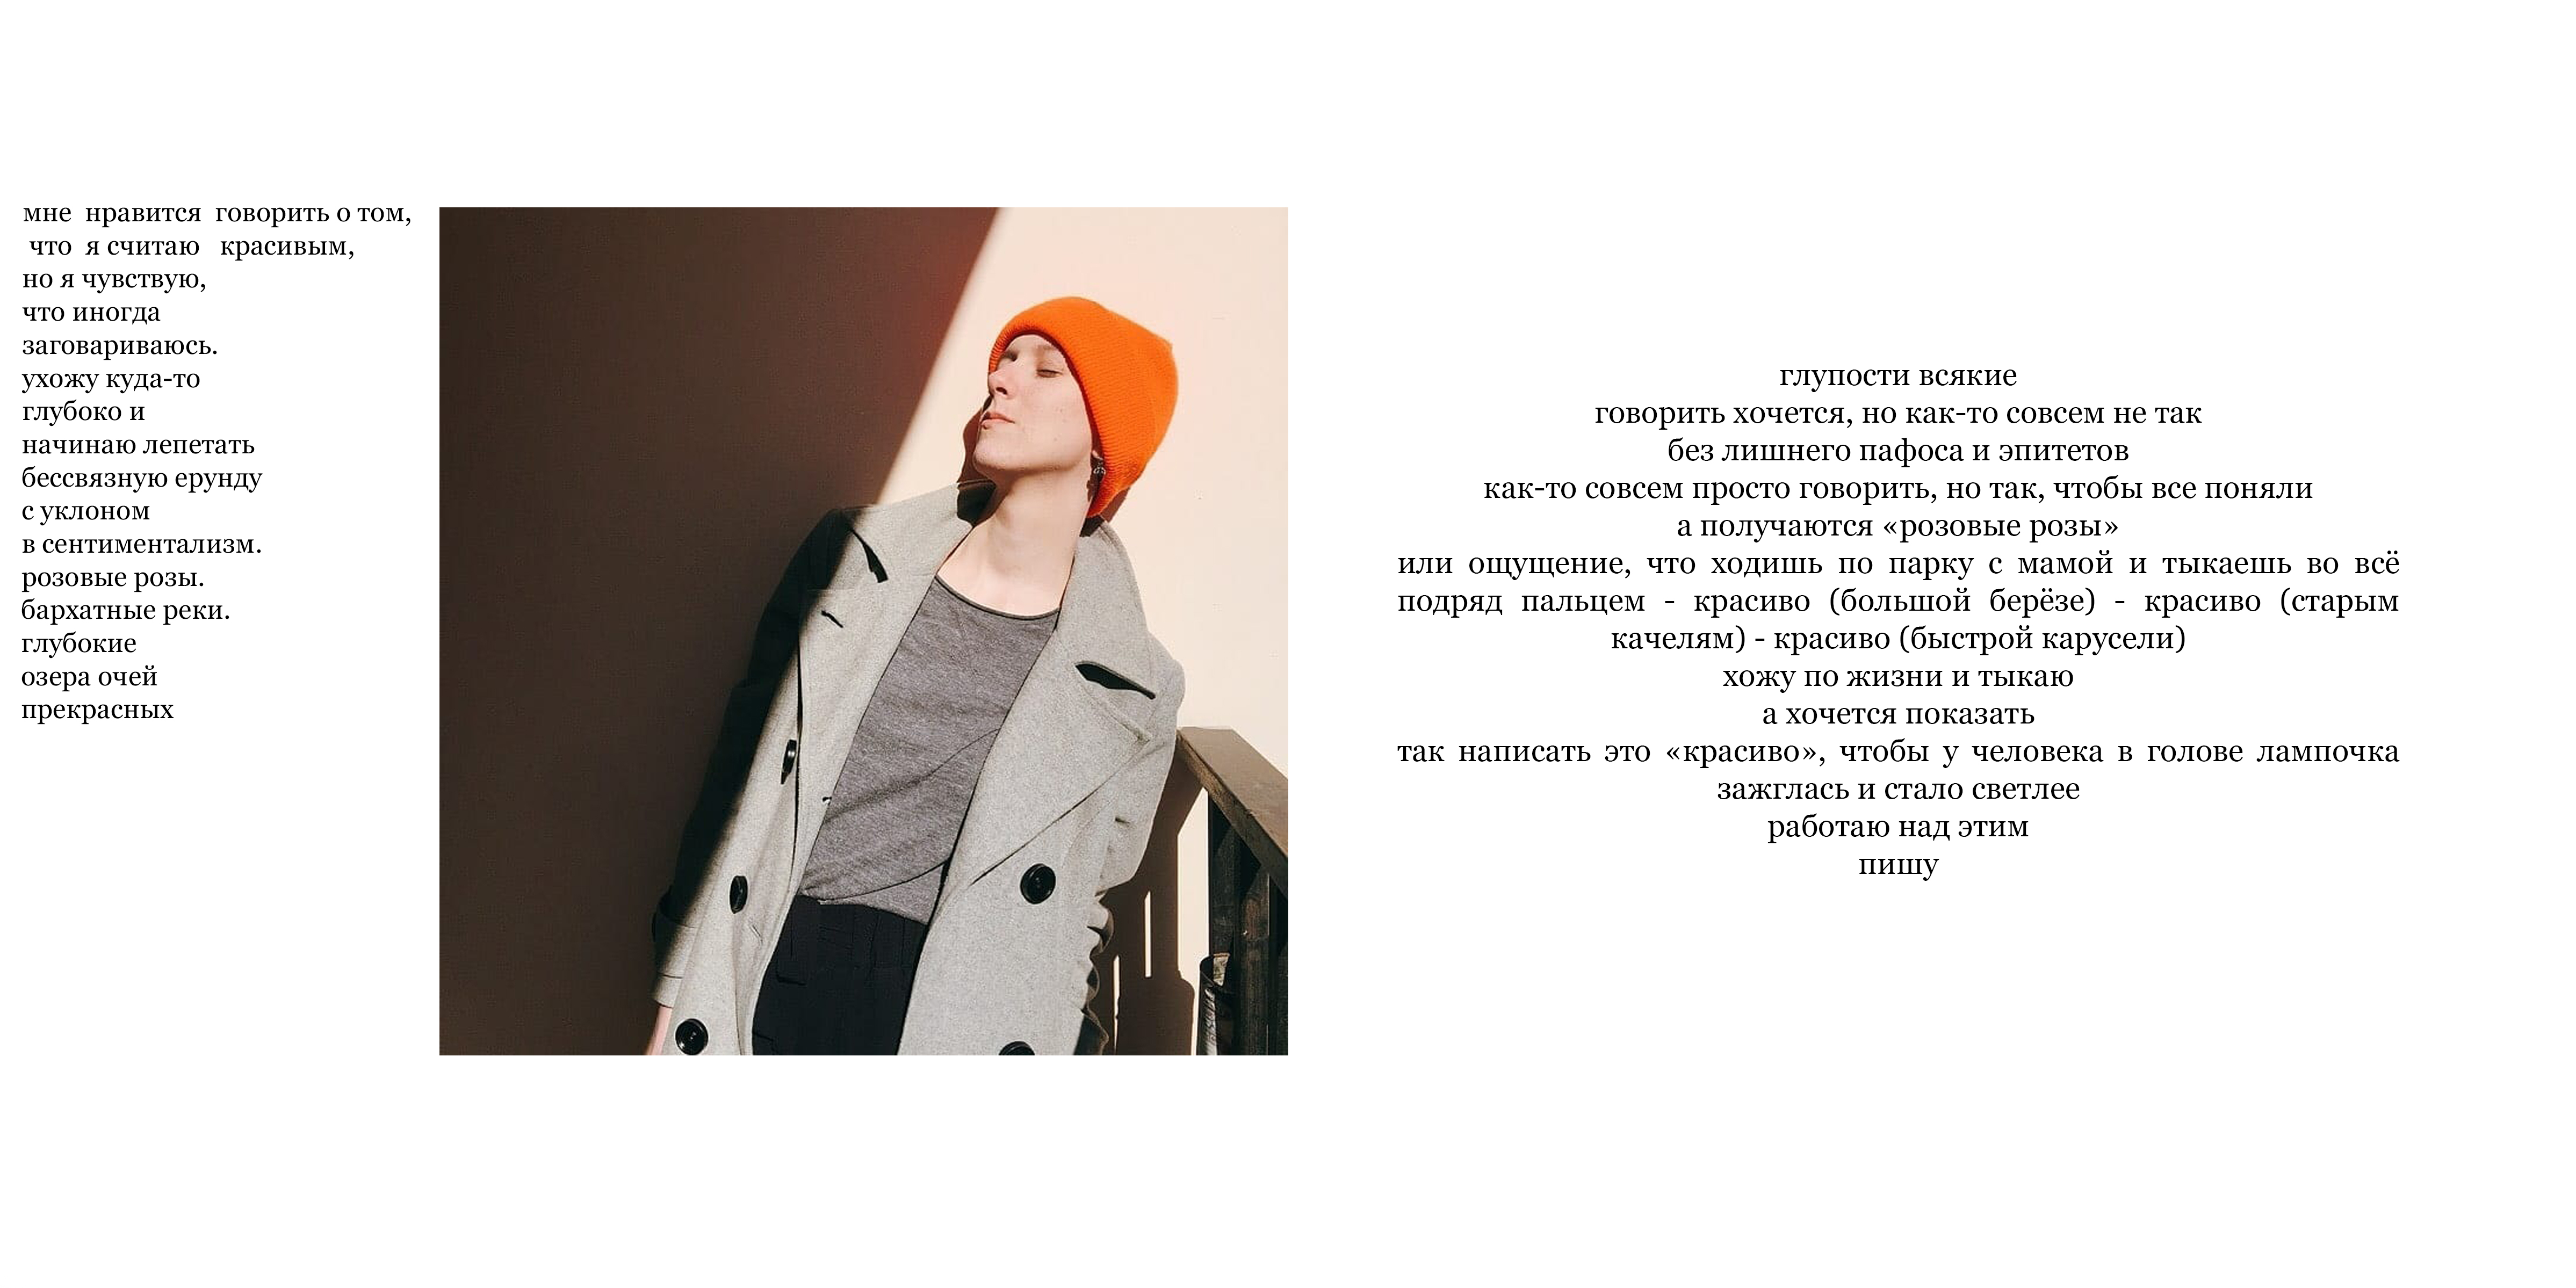 мне нравится говорить о том,
что я считаю красивым,
но я чувствую,
что иногда
заговариваюсь.
ухожу куда-то
глубоко и
начинаю лепетать
бессвязную ерунду
с уклоном
в сентиментализм.
розовые розы.
бархатные реки.
глубокие
озера очей
прекрасных
глупости всякие
говорить хочется, но как-то совсем не так
без лишнего пафоса и эпитетов
как-то совсем просто говорить, но так, чтобы все поняли
а получаются «розовые розы»
или ощущение, что ходишь по парку с мамой и тыкаешь во всё
подряд пальцем - красиво (большой берёзе) - красиво (старым
качелям) - красиво (быстрой карусели)
хожу по жизни и тыкаю
а хочется показать
так написать это «красиво», чтобы у человека в голове лампочка
зажглась и стало светлее
работаю над этим
пишу